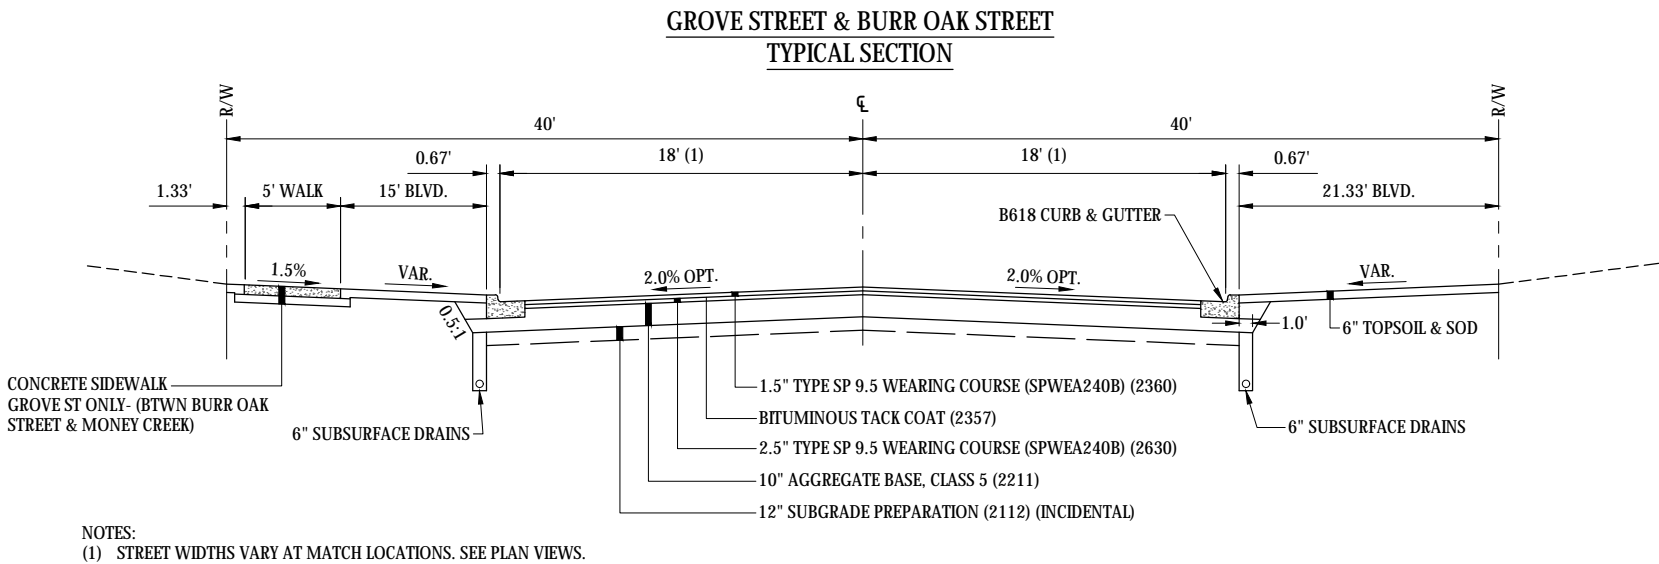 GROVE STREET & BURR OAK STREET
TYPICAL SECTION
R/W
℄
R/W
40'
40'
0.67'
18' (1)
18' (1)
0.67'
1.33'
5' WALK
15' BLVD.
21.33' BLVD.
B618 CURB & GUTTER
1.5%
VAR.
2.0% OPT.
2.0% OPT.
VAR.
0.5:1
1.0'
6" TOPSOIL & SOD
CONCRETE SIDEWALK
GROVE ST ONLY- (BTWN BURR OAK
STREET & MONEY CREEK)
6" SUBSURFACE DRAINS
1.5" TYPE SP 9.5 WEARING COURSE (SPWEA240B) (2360)
BITUMINOUS TACK COAT (2357)
2.5" TYPE SP 9.5 WEARING COURSE (SPWEA240B) (2630)
10" AGGREGATE BASE, CLASS 5 (2211)
12" SUBGRADE PREPARATION (2112) (INCIDENTAL)
6" SUBSURFACE DRAINS
NOTES:
(1) STREET WIDTHS VARY AT MATCH LOCATIONS. SEE PLAN VIEWS.